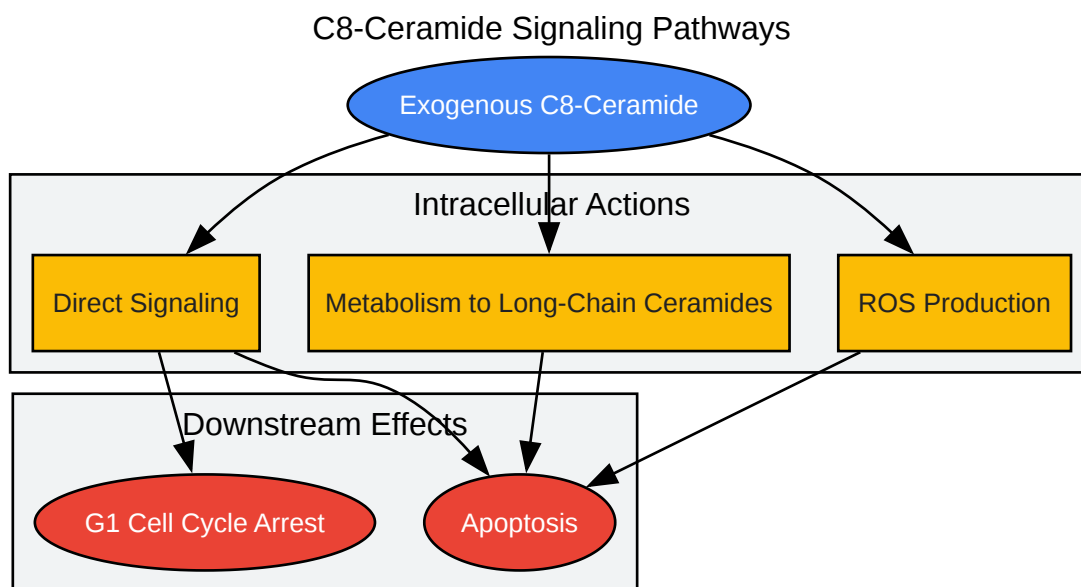 C8-Ceramide Signaling Pathways
Exogenous C8-Ceramide
Intracellular Actions
Direct Signaling
Metabolism to Long-Chain Ceramides
ROS Production
Downstream Effects
G1 Cell Cycle Arrest
Apoptosis